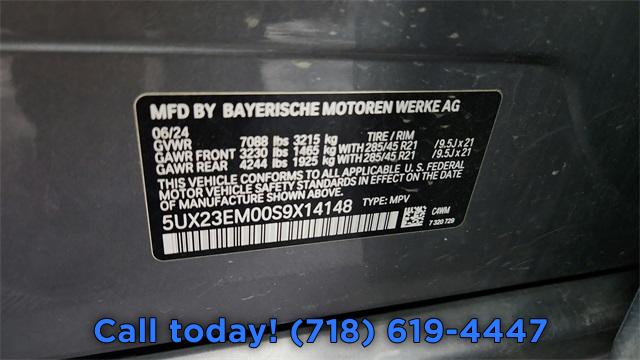 MFD BY BAYERISCHE MOTOREN WERKE AG
06/24 TIRE / RIM
GVWR 7088 lbs 3215 kg
GAWR FRONT 3230 lbs 1465 kg WITH 285/45 R21 /9.5J x 21
GAWR REAR 4244 lbs 1925 kg WITH 285/45 R21 /9.5J x 21
THIS VEHICLE CONFORMS TO ALL APPLICABLE U.S. FEDERAL
MOTOR VEHICLE SAFETY STANDARDS IN EFFECT ON THE DATE
OF MANUFACTURE SHOWN ABOVE.
5UX23EM00S9X14148 TYPE: MPV
C4WM
7 320 729
Call today! (718) 619-4447